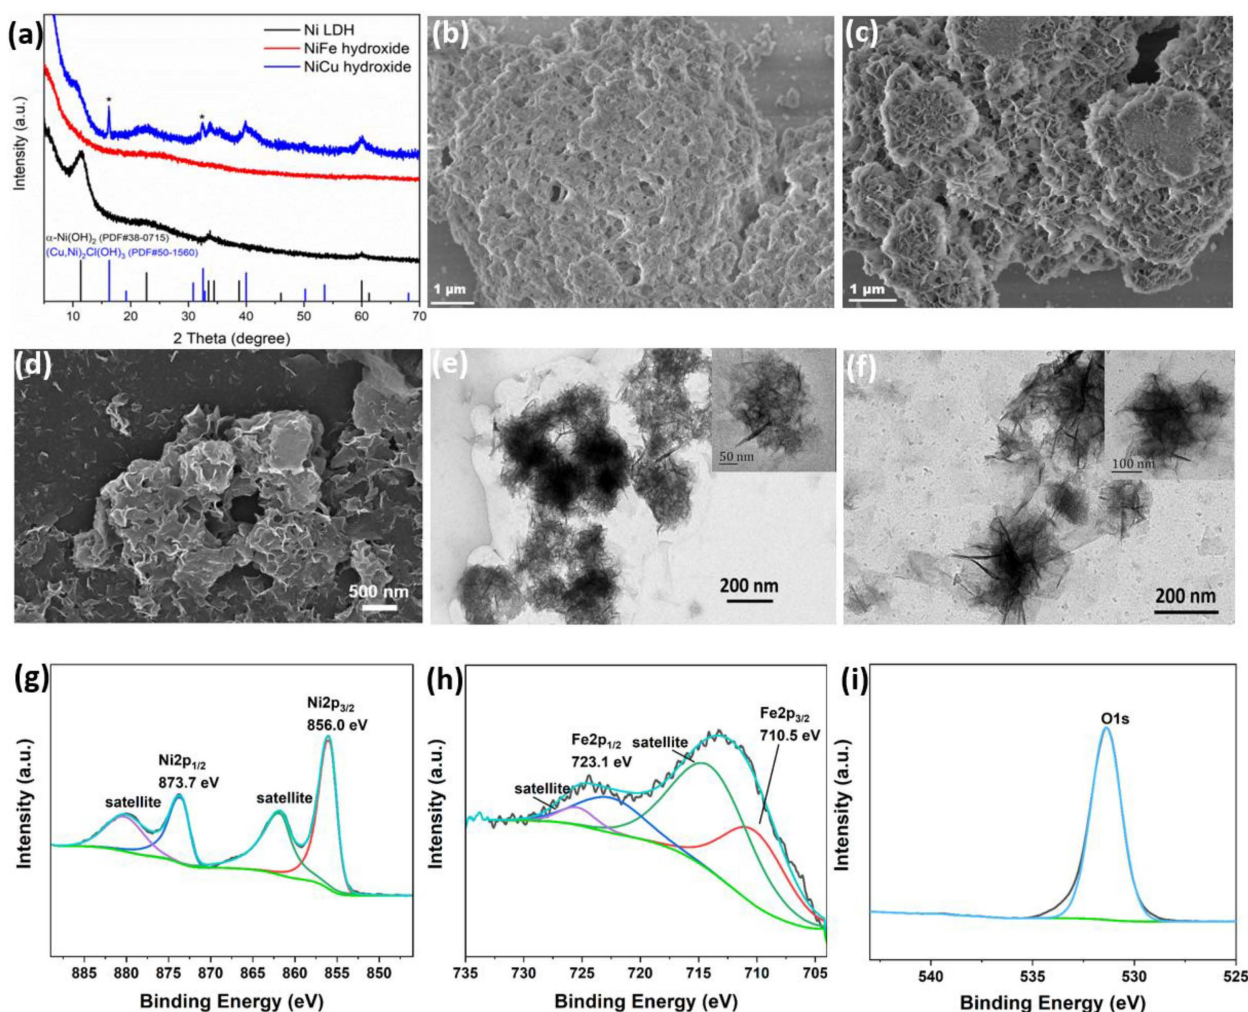 (a)
Ni LDH
NiFe hydroxide
NiCu hydroxide
*
*
Intensity (a.u.)
α-Ni(OH)₂ (PDF#38-0715)
(Cu,Ni)₂Cl(OH)₃ (PDF#50-1560)
10 20 30 40 50 60 70
2 Theta (degree)
(b)
1 µm
(c)
1 µm
(d)
500 nm
(e)
50 nm
200 nm
(f)
100 nm
200 nm
(g)
Ni2p₃/₂
856.0 eV
Ni2p₁/₂
873.7 eV
satellite
satellite
Intensity (a.u.)
885 880 875 870 865 860 855 850
Binding Energy (eV)
(h)
Fe2p₃/₂
710.5 eV
Fe2p₁/₂
723.1 eV
satellite
satellite
Intensity (a.u.)
735 730 725 720 715 710 705
Binding Energy (eV)
(i)
O1s
Intensity (a.u.)
540 535 530 525
Binding Energy (eV)